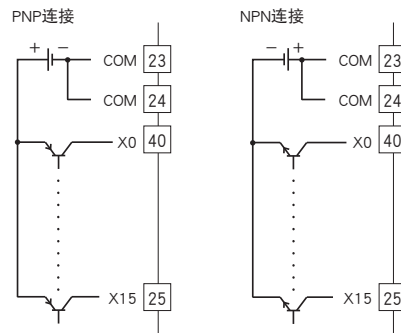 PNP连接
+ −
COM 23
COM 24
X0 40
X15 25
NPN连接
− +
COM 23
COM 24
X0 40
X15 25